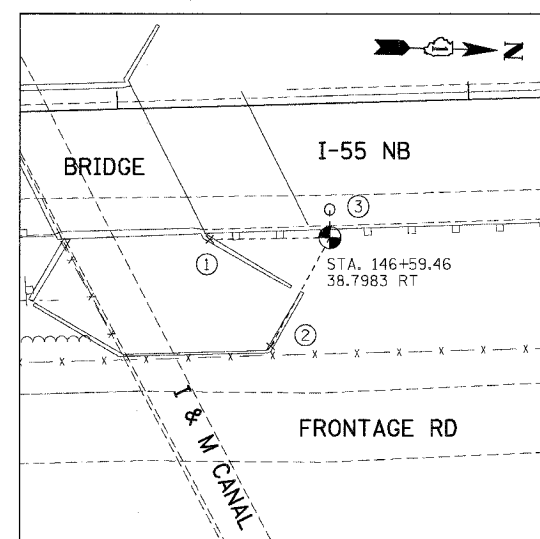 N
I-55 NB
BRIDGE
③
①
STA. 146+59.46
38.7983 RT
②
I & M CANAL
FRONTAGE RD